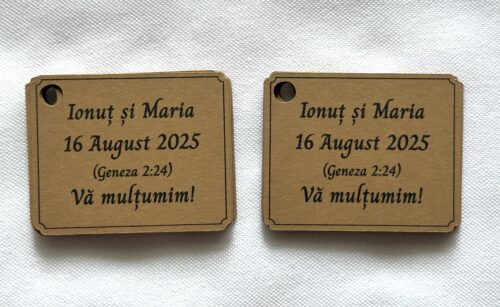 Ionuț și Maria
16 August 2025
(Geneza 2:24)
Vă mulțumim!
Ionuț și Maria
16 August 2025
(Geneza 2:24)
Vă mulțumim!